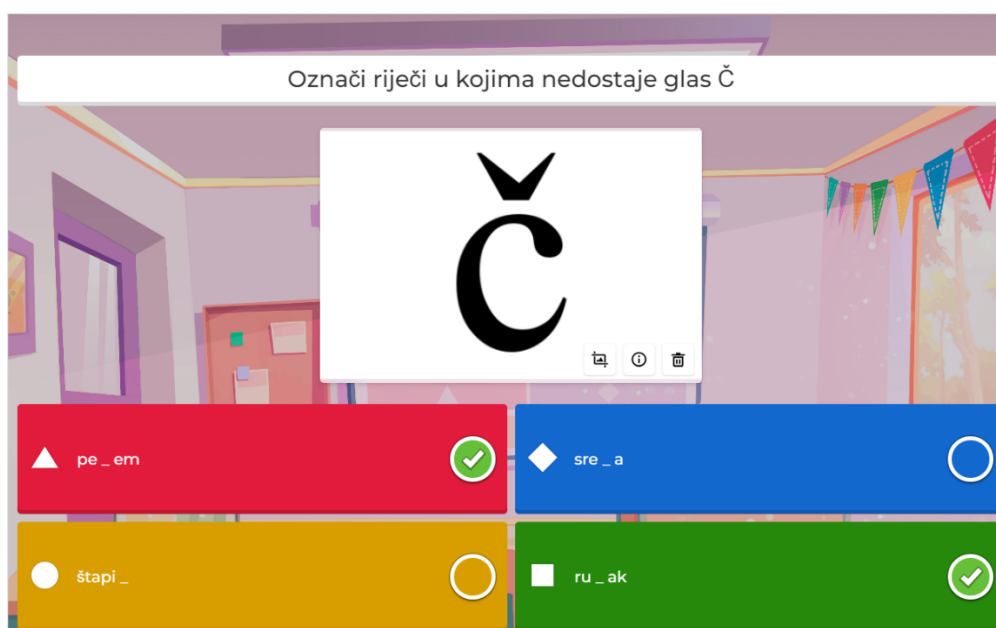 Označi riječi u kojima nedostaje glas Č
č
pe _ em
sre _ a
štapi _
ru _ ak